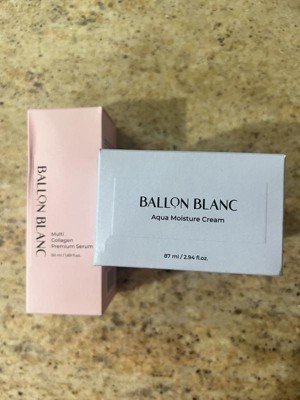 BALLON BLANC
Multi
Collagen
Premium Serum
BALLON BLANC
Aqua Moisture Cream
87 ml / 2.94 fl.oz.